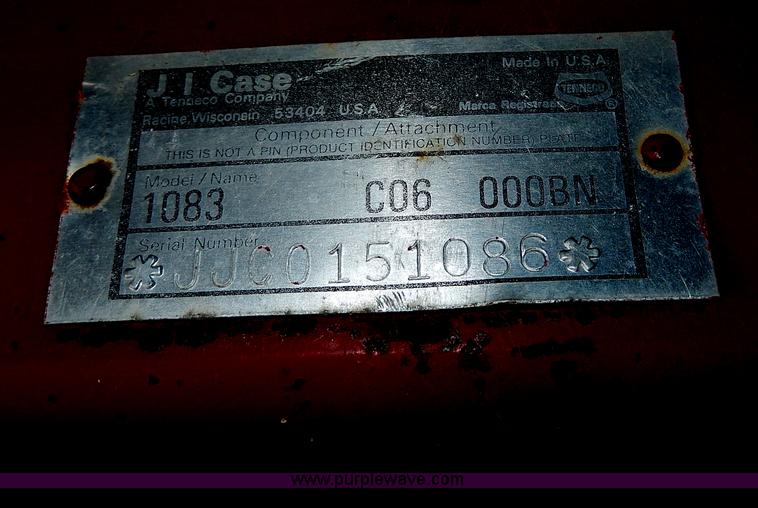 J I Case
Made In U.S.A.
A Tenneco Company
TENNECO
Racine, Wisconsin 53404 U.S.A.
Marca Registrada ®
Component / Attachment
THIS IS NOT A PIN (PRODUCT IDENTIFICATION NUMBER) PLATE
Model / Name
1083 C06 000BN
Serial Number
*JJC0151086*
www.purplewave.com